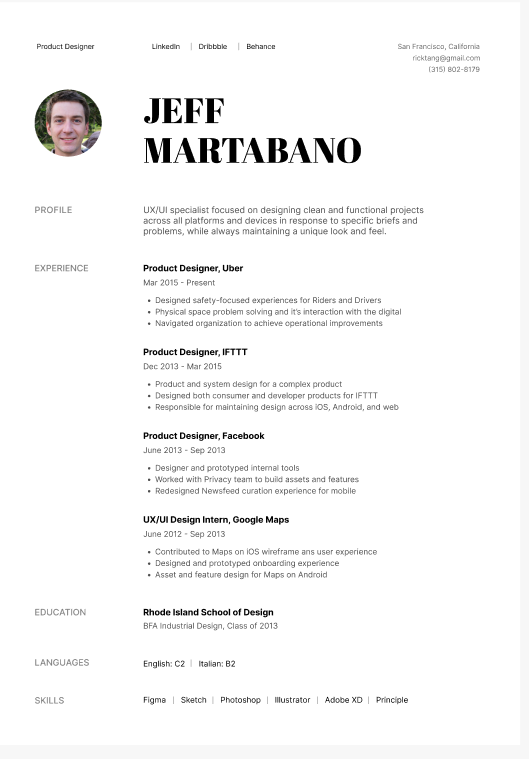 Product Designer
LinkedIn | Dribbble | Behance
San Francisco, California
ricktang@gmail.com
(315) 802-8179
JEFF
MARTABANO
PROFILE
UX/UI specialist focused on designing clean and functional projects
across all platforms and devices in response to specific briefs and
problems, while always maintaining a unique look and feel.
EXPERIENCE
Product Designer, Uber
Mar 2015 - Present
• Designed safety-focused experiences for Riders and Drivers
• Physical space problem solving and it's interaction with the digital
• Navigated organization to achieve operational improvements
Product Designer, IFTTT
Dec 2013 - Mar 2015
• Product and system design for a complex product
• Designed both consumer and developer products for IFTTT
• Responsible for maintaining design across iOS, Android, and web
Product Designer, Facebook
June 2013 - Sep 2013
• Designer and prototyped internal tools
• Worked with Privacy team to build assets and features
• Redesigned Newsfeed curation experience for mobile
UX/UI Design Intern, Google Maps
June 2012 - Sep 2013
• Contributed to Maps on iOS wireframe ans user experience
• Designed and prototyped onboarding experience
• Asset and feature design for Maps on Android
EDUCATION
Rhode Island School of Design
BFA Industrial Design, Class of 2013
LANGUAGES
English: C2 | Italian: B2
SKILLS
Figma | Sketch | Photoshop | Illustrator | Adobe XD | Principle